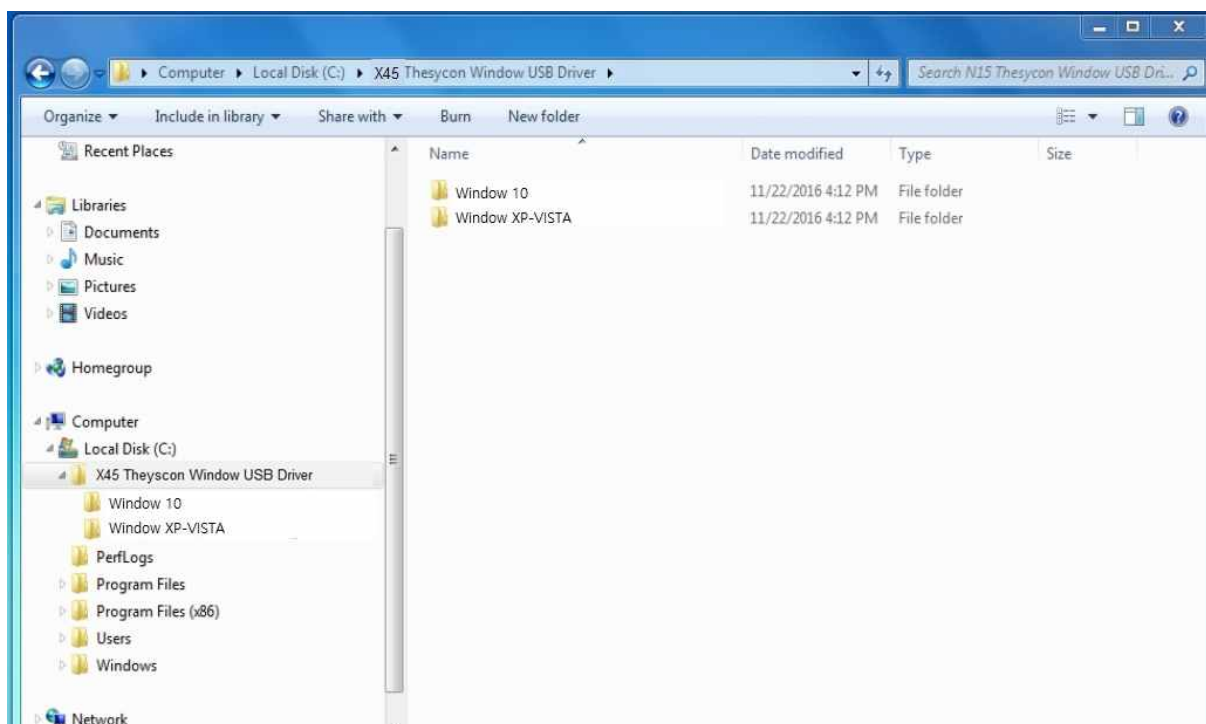 Computer Local Disk (C:) X45 Thesycon Window USB Driver Search N15 Thesycon Window USB Dri...
Organize Include in library Share with Burn New folder
Recent Places
Libraries
Documents
Music
Pictures
Videos
Homegroup
Computer
Local Disk (C:)
X45 Theyscon Window USB Driver
Window 10
Window XP-VISTA
PerfLogs
Program Files
Program Files (x86)
Users
Windows
Network
Name Date modified Type Size
Window 10 11/22/2016 4:12 PM File folder
Window XP-VISTA 11/22/2016 4:12 PM File folder